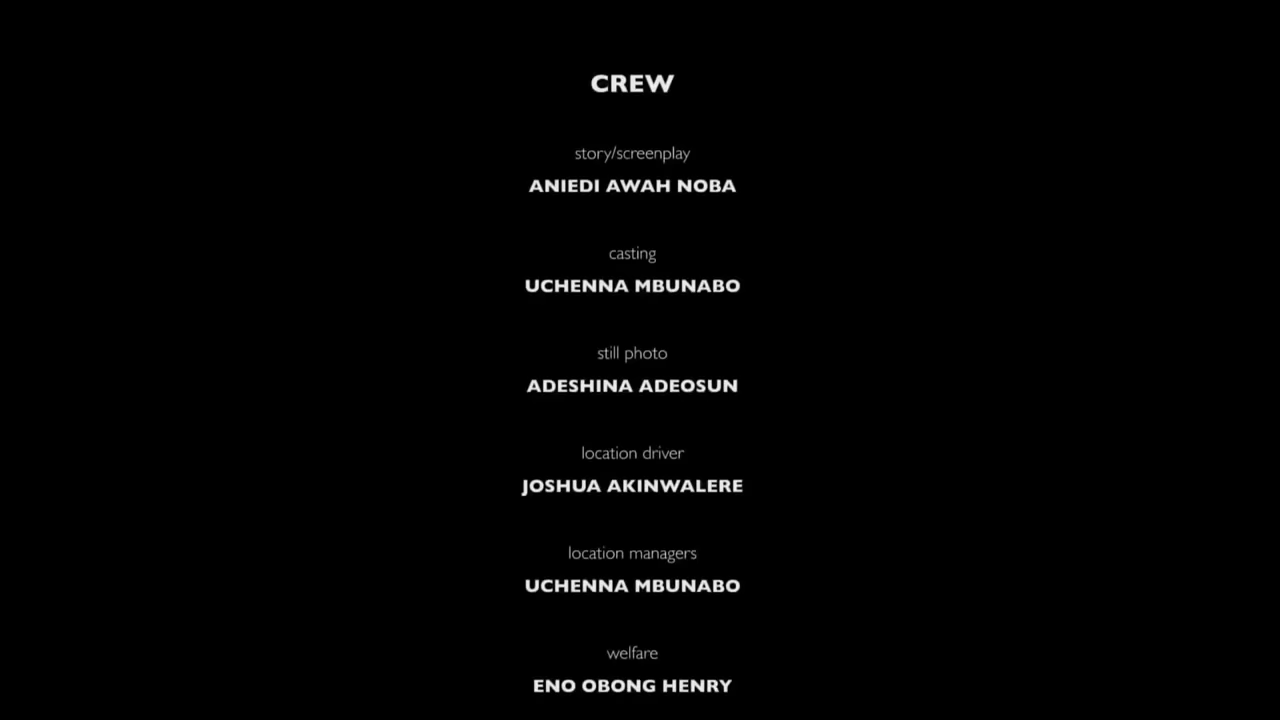 CREW
story/screenplay
ANIEDI AWAH NOBA
casting
UCHENNA MBUNABO
still photo
ADESHINA ADEOSUN
location driver
JOSHUA AKINWALERE
location managers
UCHENNA MBUNABO
welfare
ENO OBONG HENRY